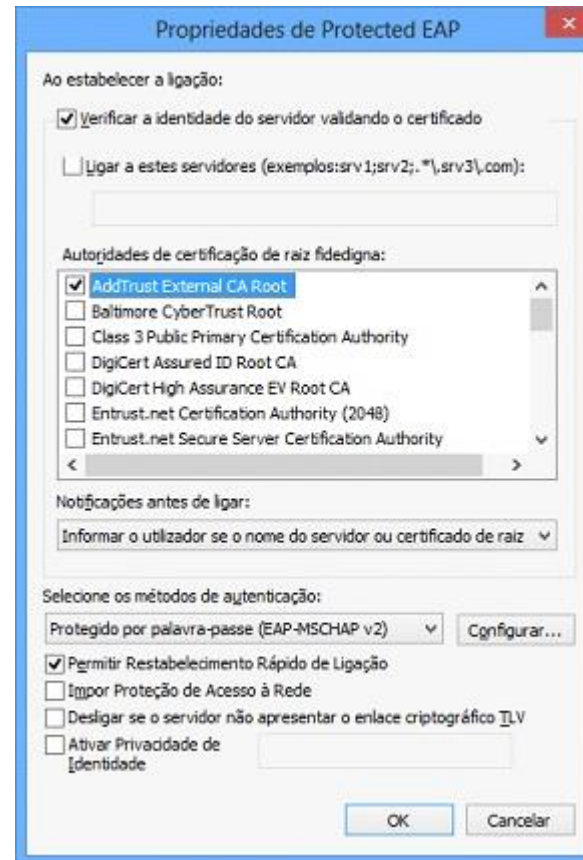 Propriedades de Protected EAP
Ao estabelecer a ligação:
Verificar a identidade do servidor validando o certificado
Ligar a estes servidores (exemplos:srv1;srv2;.*\.srv3\.com):
Autoridades de certificação de raiz fidedigna:
AddTrust External CA Root
Baltimore CyberTrust Root
Class 3 Public Primary Certification Authority
DigiCert Assured ID Root CA
DigiCert High Assurance EV Root CA
Entrust.net Certification Authority (2048)
Entrust.net Secure Server Certification Authority
Notificações antes de ligar:
Informar o utilizador se o nome do servidor ou certificado de raiz
Selecione os métodos de autenticação:
Protegido por palavra-passe (EAP-MSCHAP v2)
Configurar...
Permitir Restabelecimento Rápido de Ligação
Impor Proteção de Acesso à Rede
Desligar se o servidor não apresentar o enlace criptográfico TLV
Ativar Privacidade de
Identidade
OK
Cancelar